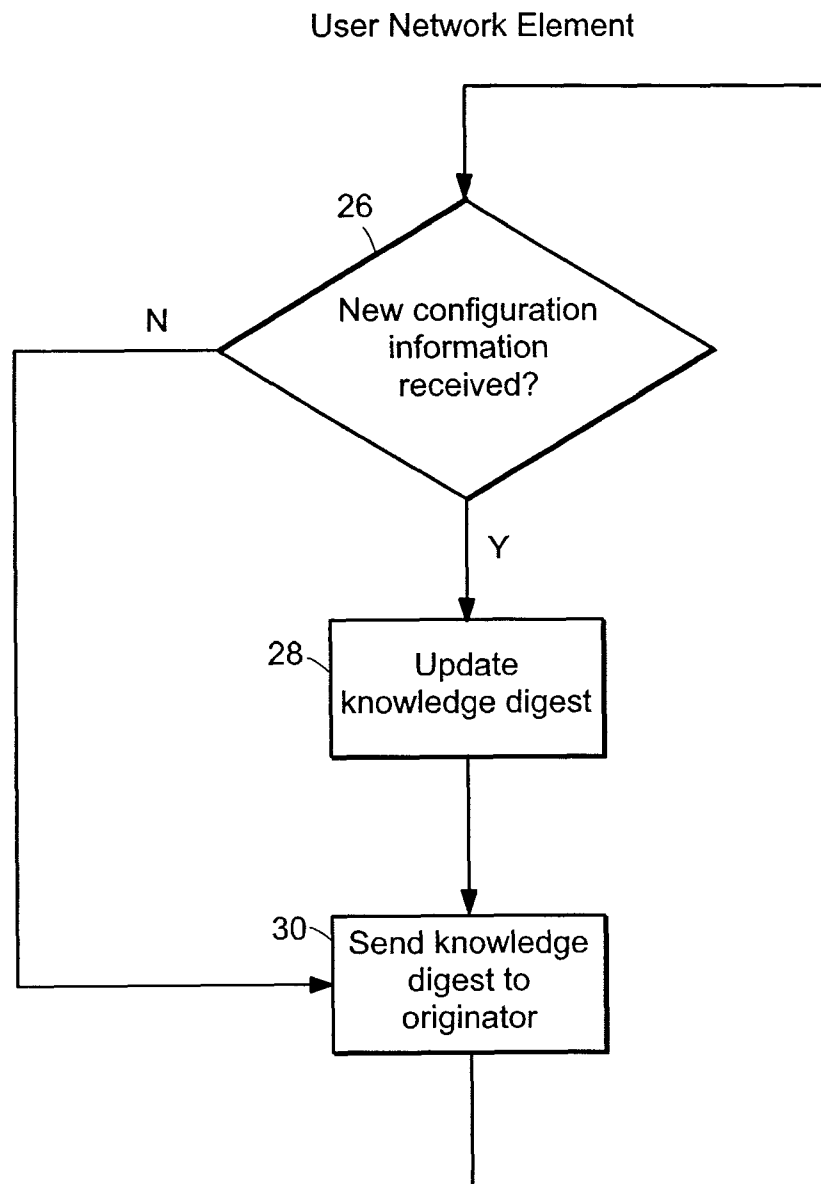 User Network Element
26
N
New configuration
information
received?
Y
28
Update
knowledge digest
30
Send knowledge
digest to
originator